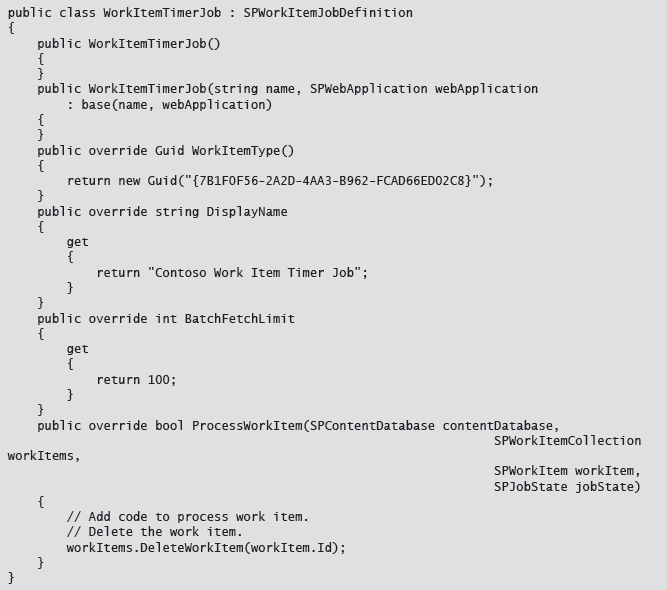 public class WorkItemTimerJob : SPWorkItemJobDefinition
{
    public WorkItemTimerJob()
    {
    }
    public WorkItemTimerJob(string name, SPWebApplication webApplication
        : base(name, webApplication)
    {
    }
    public override Guid WorkItemType()
    {
        return new Guid("{7B1F0F56-2A2D-4AA3-B962-FCAD66ED02C8}");
    }
    public override string DisplayName
    {
        get
        {
            return "Contoso Work Item Timer Job";
        }
    }
    public override int BatchFetchLimit
    {
        get
        {
            return 100;
        }
    }
    public override bool ProcessWorkItem(SPContentDatabase contentDatabase,
                                                                  SPWorkItemCollection
workItems,
                                                                  SPWorkItem workItem,
                                                                  SPJobState jobState)
    {
        // Add code to process work item.
        // Delete the work item.
        workItems.DeleteWorkItem(workItem.Id);
    }
}